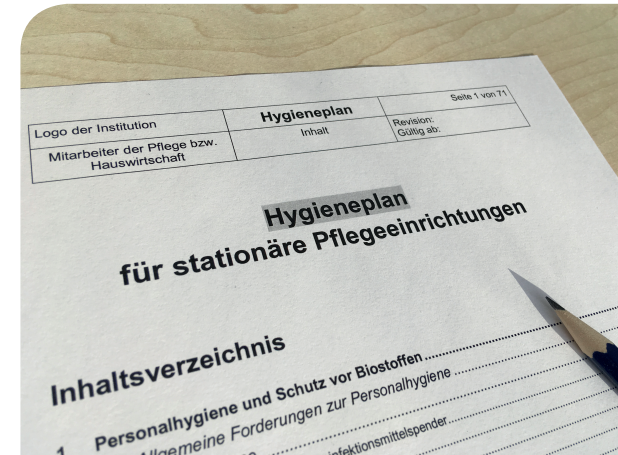 Logo der Institution
Hygieneplan
Seite 1 von 71
Mitarbeiter der Pflege bzw.
Hauswirtschaft
Inhalt
Revision:
Gültig ab:
Hygieneplan
für stationäre Pflegeeinrichtungen
Inhaltsverzeichnis
1 Personalhygiene und Schutz vor Biostoffen
Allgemeine Forderungen zur Personalhygiene